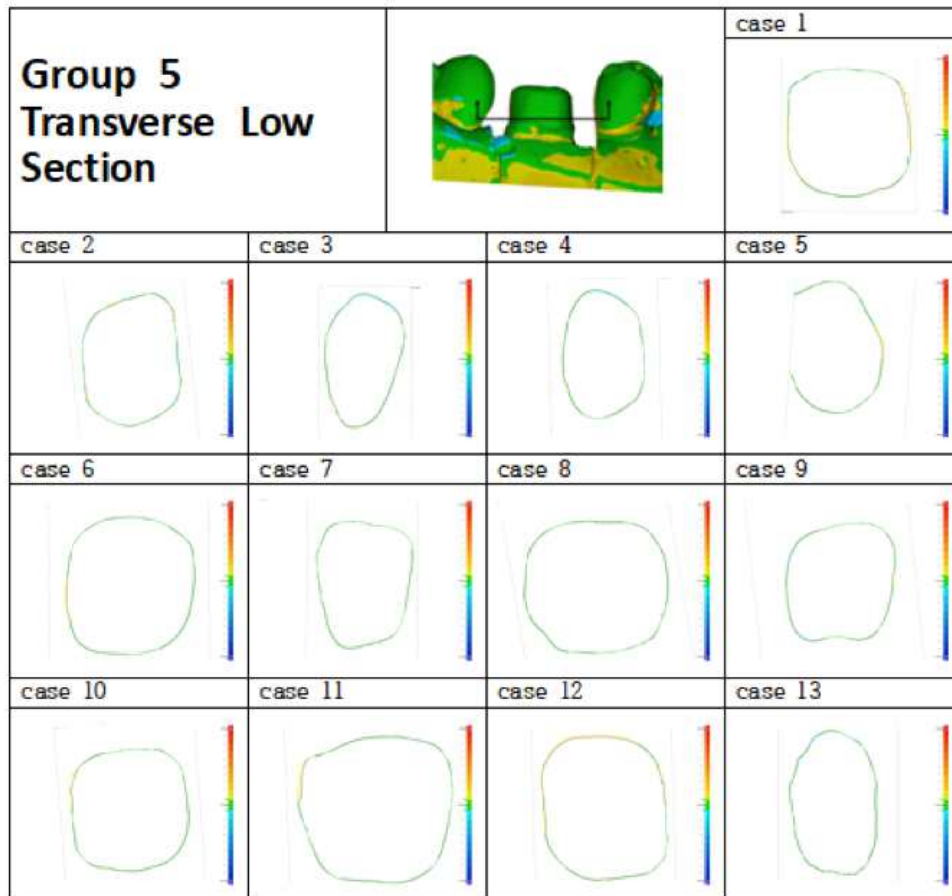 Group 5
Transverse Low
Section
case 1
case 2
case 3
case 4
case 5
case 6
case 7
case 8
case 9
case 10
case 11
case 12
case 13